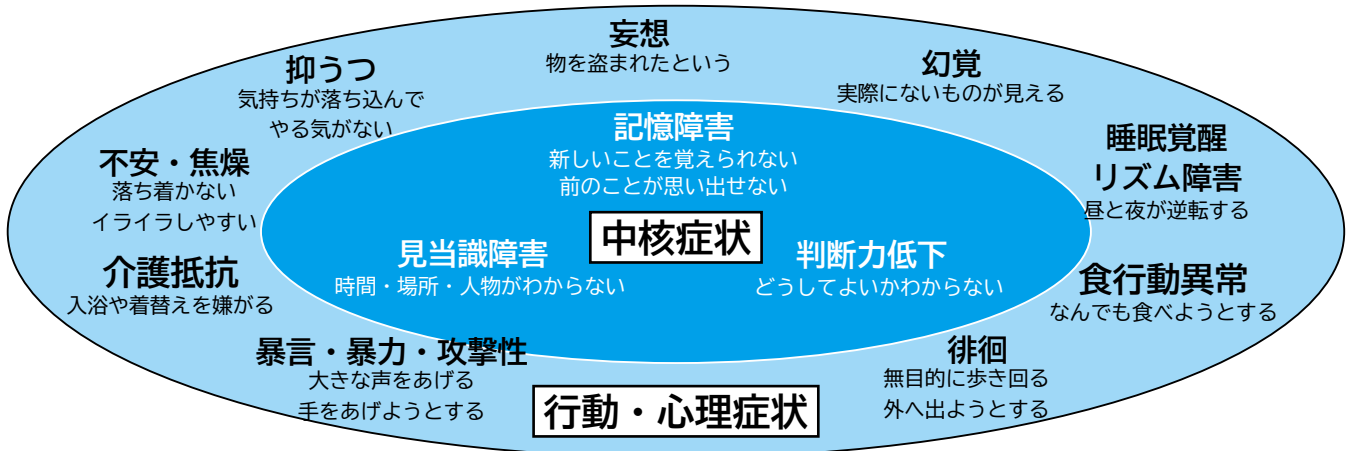 妄想
物を盗まれたという
抑うつ
気持ちが落ち込んで
やる気がない
幻覚
実際にないものが見える
不安・焦燥
落ち着かない
イライラしやすい
記憶障害
新しいことを覚えられない
前のことが思い出せない
睡眠覚醒
リズム障害
昼と夜が逆転する
中核症状
見当識障害
時間・場所・人物がわからない
判断力低下
どうしてよいかわからない
介護抵抗
入浴や着替えを嫌がる
食行動異常
なんでも食べようとする
暴言・暴力・攻撃性
大きな声をあげる
手をあげようとする
行動・心理症状
徘徊
無目的に歩き回る
外へ出ようとする